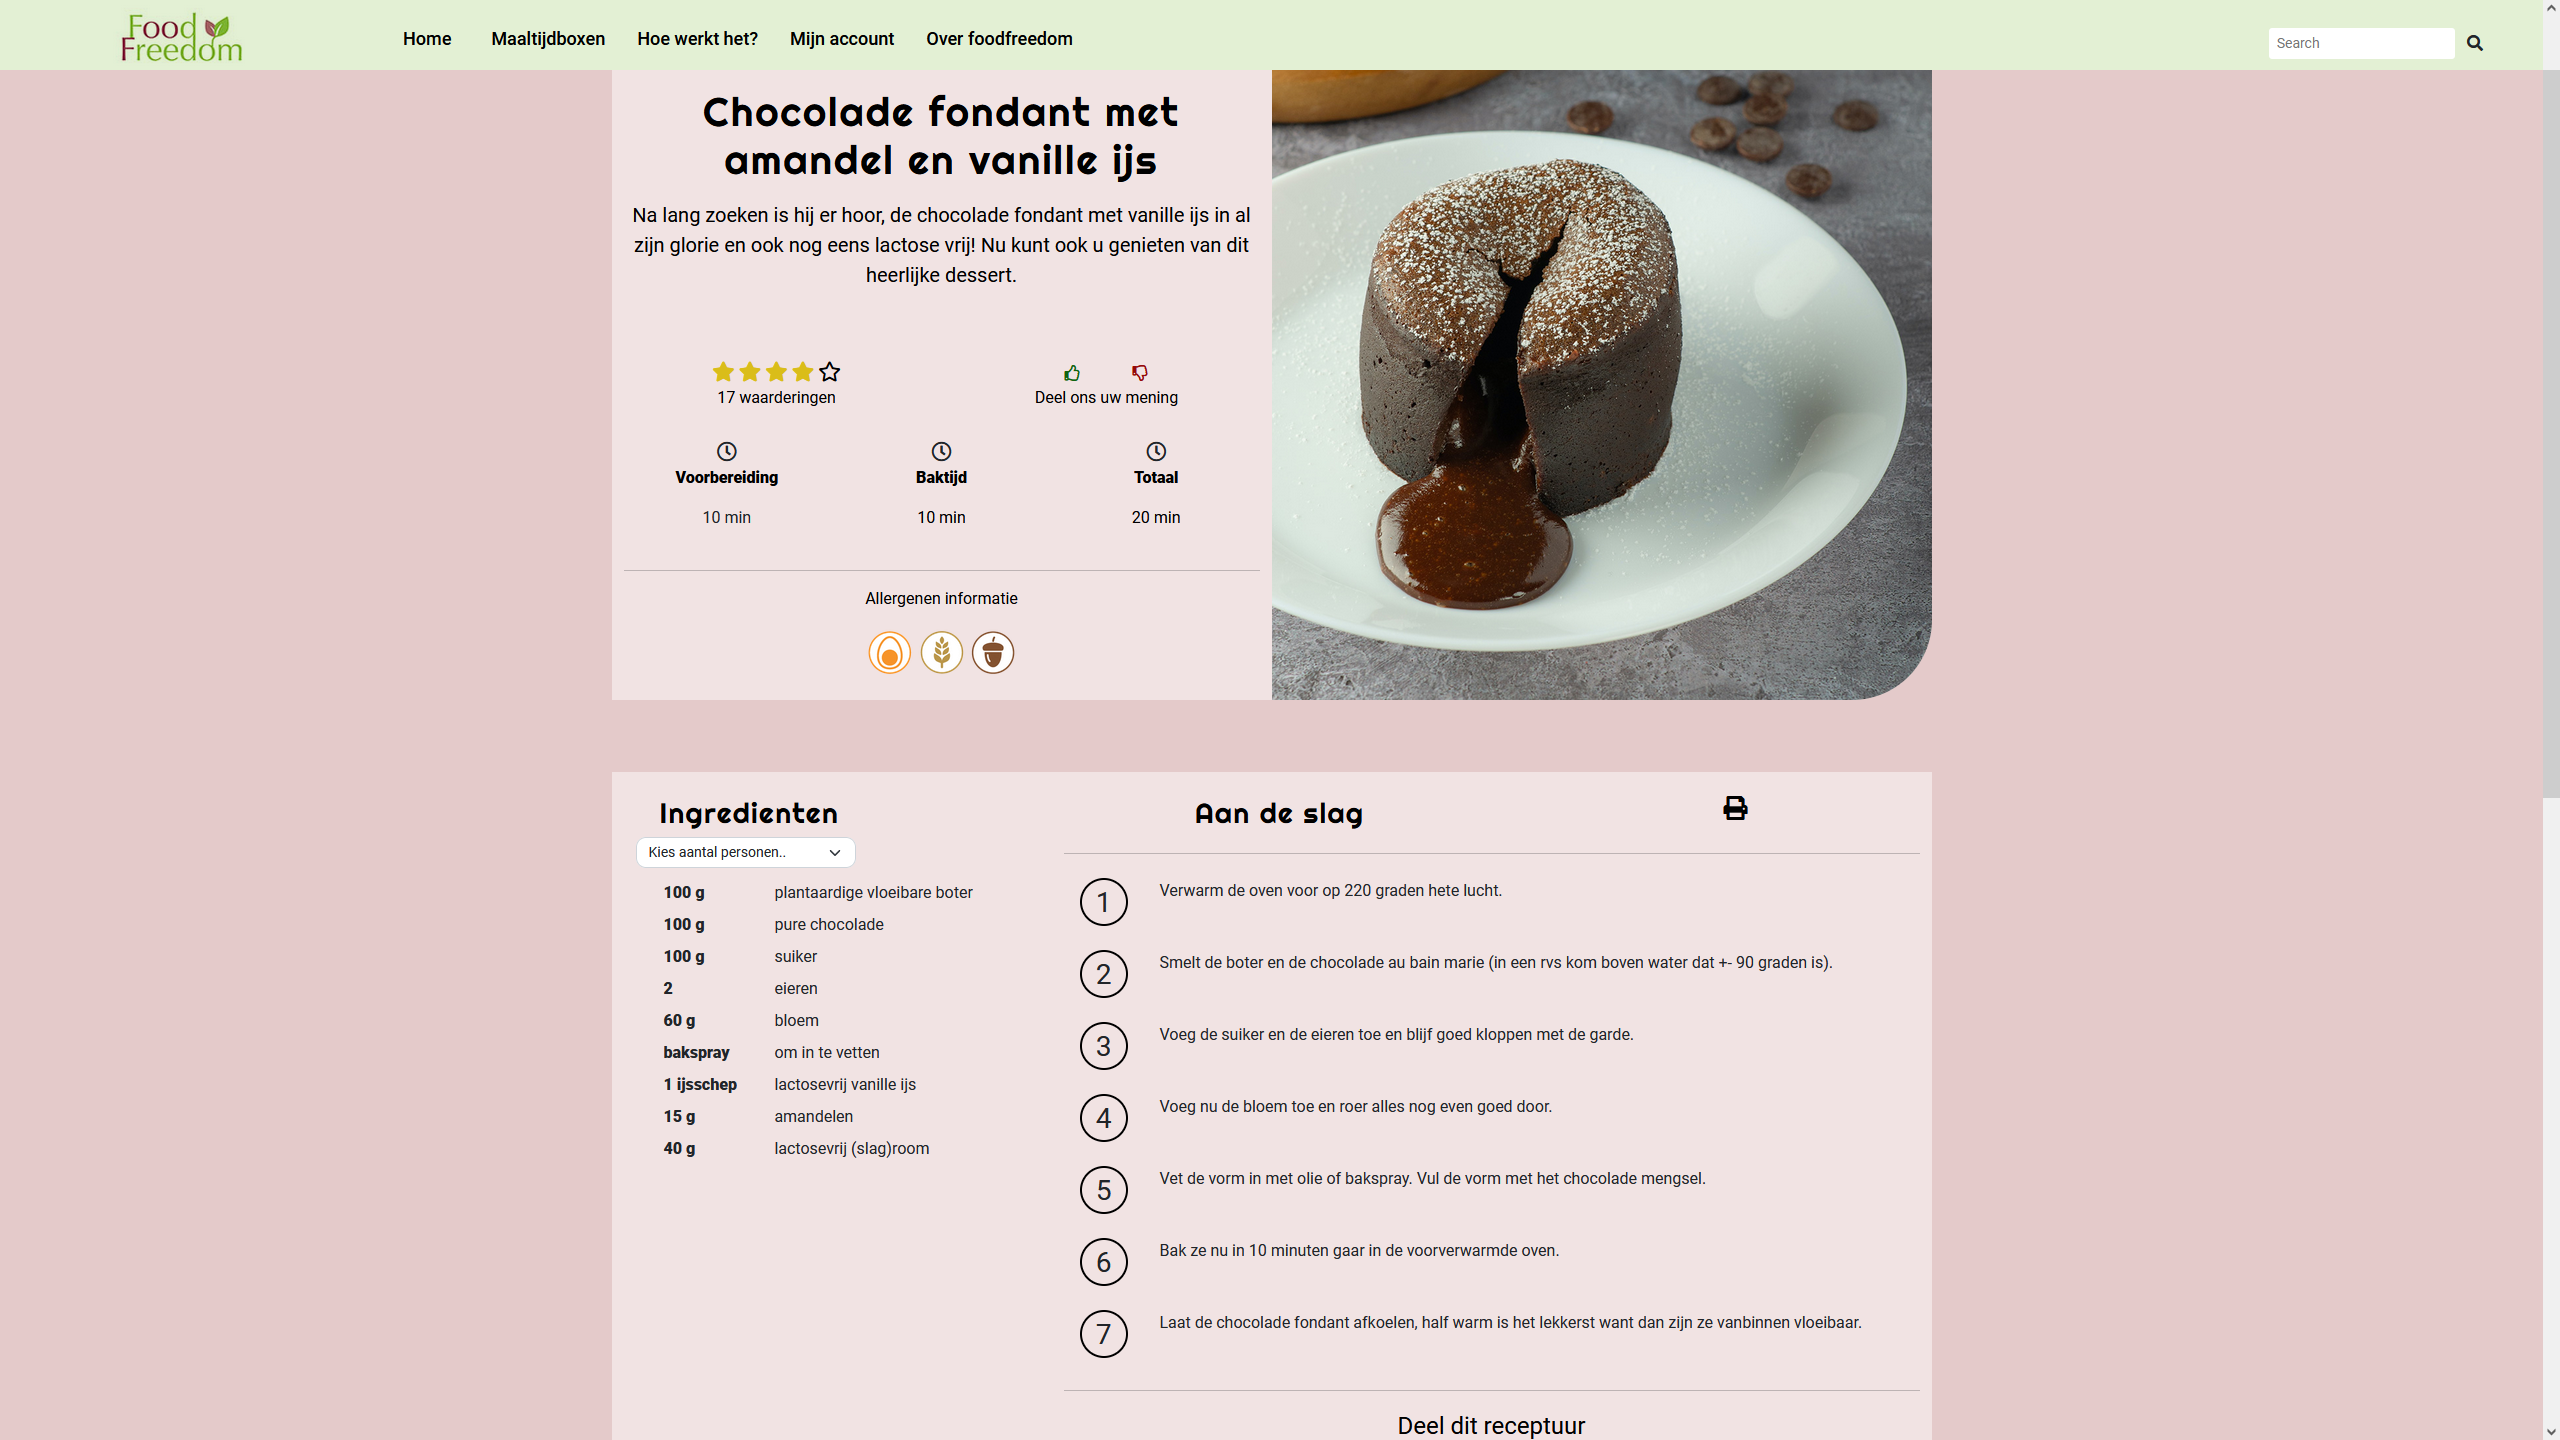 Food
Freedom
Home
Maaltijdboxen
Hoe werkt het?
Mijn account
Over foodfreedom
Search
Chocolade fondant met
amandel en vanille ijs
Na lang zoeken is hij er hoor, de chocolade fondant met vanille ijs in al
zijn glorie en ook nog eens lactose vrij! Nu kunt ook u genieten van dit
heerlijke dessert.
17 waarderingen
Deel ons uw mening
Voorbereiding
Baktijd
Totaal
10 min
10 min
20 min
Allergenen informatie
Ingredienten
Kies aantal personen..
100 g plantaardige vloeibare boter
100 g pure chocolade
100 g suiker
2 eieren
60 g bloem
bakspray om in te vetten
1 ijsschep lactosevrij vanille ijs
15 g amandelen
40 g lactosevrij (slag)room
Aan de slag
1 Verwarm de oven voor op 220 graden hete lucht.
2 Smelt de boter en de chocolade au bain marie (in een rvs kom boven water dat +- 90 graden is).
3 Voeg de suiker en de eieren toe en blijf goed kloppen met de garde.
4 Voeg nu de bloem toe en roer alles nog even goed door.
5 Vet de vorm in met olie of bakspray. Vul de vorm met het chocolade mengsel.
6 Bak ze nu in 10 minuten gaar in de voorverwarmde oven.
7 Laat de chocolade fondant afkoelen, half warm is het lekkerst want dan zijn ze vanbinnen vloeibaar.
Deel dit receptuur